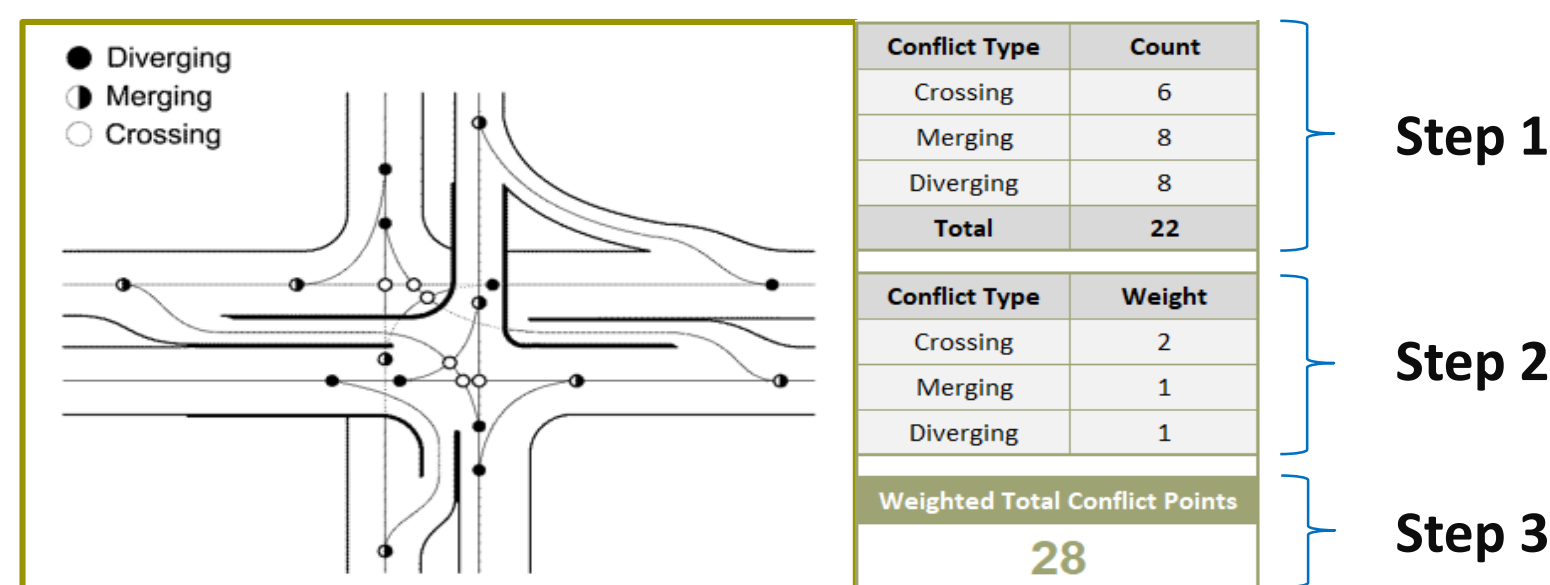 Diverging
Merging
Crossing
Conflict Type Count
Crossing 6
Merging 8
Diverging 8
Total 22
Step 1
Conflict Type Weight
Crossing 2
Merging 1
Diverging 1
Step 2
Weighted Total Conflict Points
28
Step 3